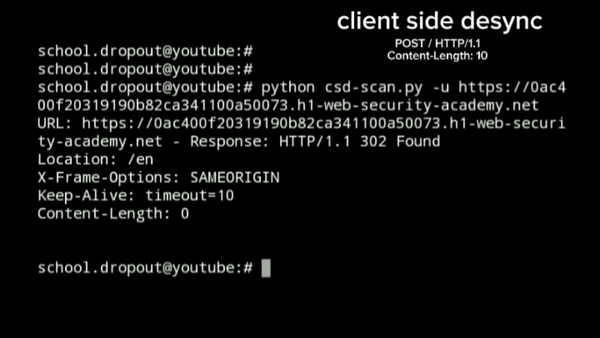 client side desync
POST / HTTP/1.1
Content-Length: 10
school.dropout@youtube:#
school.dropout@youtube:#
school.dropout@youtube:# python csd-scan.py -u https://0ac4
00f20319190b82ca341100a50073.h1-web-security-academy.net
URL: https://0ac400f20319190b82ca341100a50073.h1-web-securi
ty-academy.net - Response: HTTP/1.1 302 Found
Location: /en
X-Frame-Options: SAMEORIGIN
Keep-Alive: timeout=10
Content-Length: 0
school.dropout@youtube:#